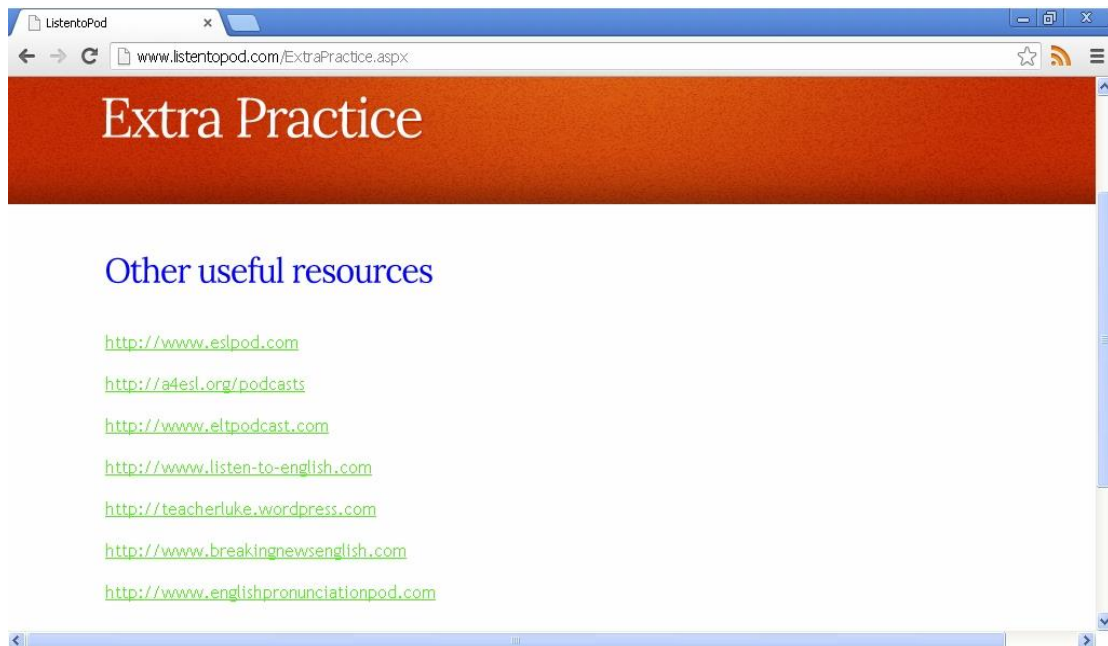 ListentoPod
www.listentopod.com/ExtraPractice.aspx
Extra Practice
Other useful resources
http://www.eslpod.com
http://a4esl.org/podcasts
http://www.eltpodcast.com
http://www.listen-to-english.com
http://teacherluke.wordpress.com
http://www.breakingnewsenglish.com
http://www.englishpronunciationpod.com